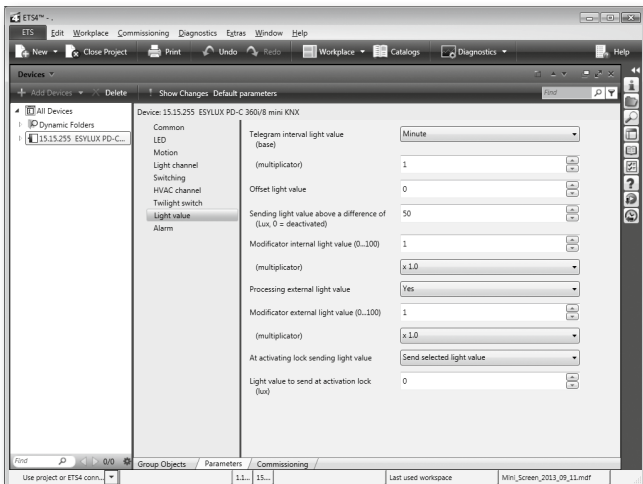 ETS4™ - .
ETS Edit Workplace Commissioning Diagnostics Extras Window Help
New Close Project Print Undo Redo Workplace Catalogs Diagnostics Help
Devices
Add Devices Delete ! Show Changes Default parameters Find
All Devices
Dynamic Folders
15.15.255 ESYLUX PD-C...
Device: 15.15.255 ESYLUX PD-C 360i/8 mini KNX
Common
LED
Motion
Light channel
Switching
HVAC channel
Twilight switch
Light value
Alarm
Telegram interval light value
(base)
Minute
(multiplicator)
1
Offset light value
0
Sending light value above a difference of
(Lux, 0 = deactivated)
50
Modificator internal light value (0...100)
1
(multiplicator)
x 1.0
Processing external light value
Yes
Modificator external light value (0...100)
1
(multiplicator)
x 1.0
At activating lock sending light value
Send selected light value
Light value to send at activation lock
(lux)
0
Find 0/0
Group Objects Parameters Commissioning
Use project or ETS4 conn... 1.1... 15... Last used workspace Mini_Screen_2013_09_11.mdf